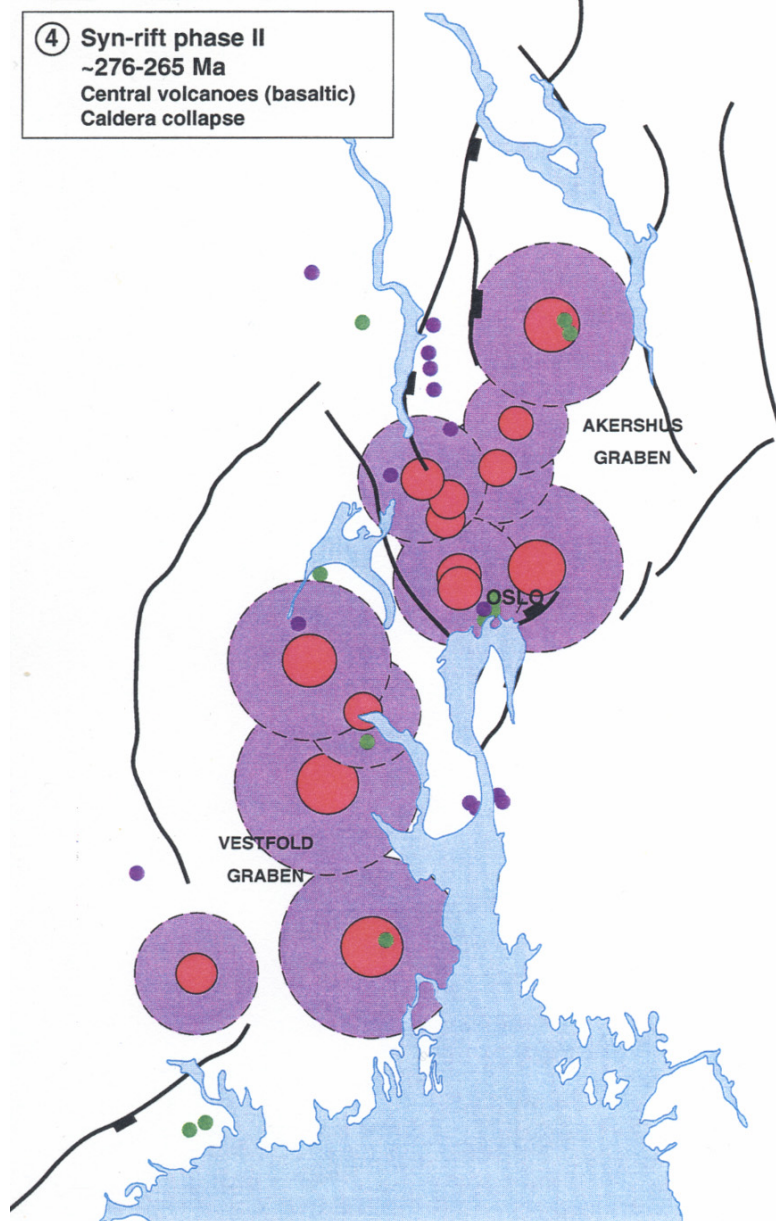 ④ Syn-rift phase II
~276-265 Ma
Central volcanoes (basaltic)
Caldera collapse
AKERSHUS
GRABEN
OSLO
VESTFOLD
GRABEN